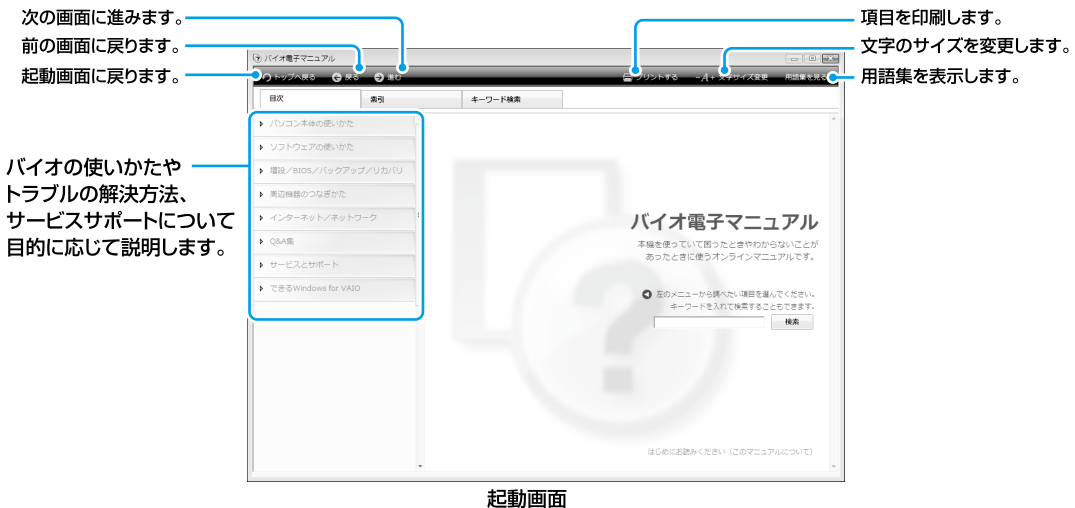 次の画面に進みます。
前の画面に戻ります。
起動画面に戻ります。
項目を印刷します。
文字のサイズを変更します。
用語集を表示します。
バイオ電子マニュアル
トップへ戻る
戻る
進む
プリントする
-A+ 文字サイズ変更
用語集を見る
目次
索引
キーワード検索
バイオの使いかたや
トラブルの解決方法、
サービスサポートについて
目的に応じて説明します。
パソコン本体の使いかた
ソフトウェアの使いかた
増設／BIOS／バックアップ／リカバリ
周辺機器のつなぎかた
インターネット／ネットワーク
Q&A集
サービスとサポート
できるWindows for VAIO
バイオ電子マニュアル
本機を使っていて困ったときやわからないことが
あったときに使うオンラインマニュアルです。
左のメニューから調べたい項目を選んでください。
キーワードを入れて検索することもできます。
検索
はじめにお読みください（このマニュアルについて）
起動画面